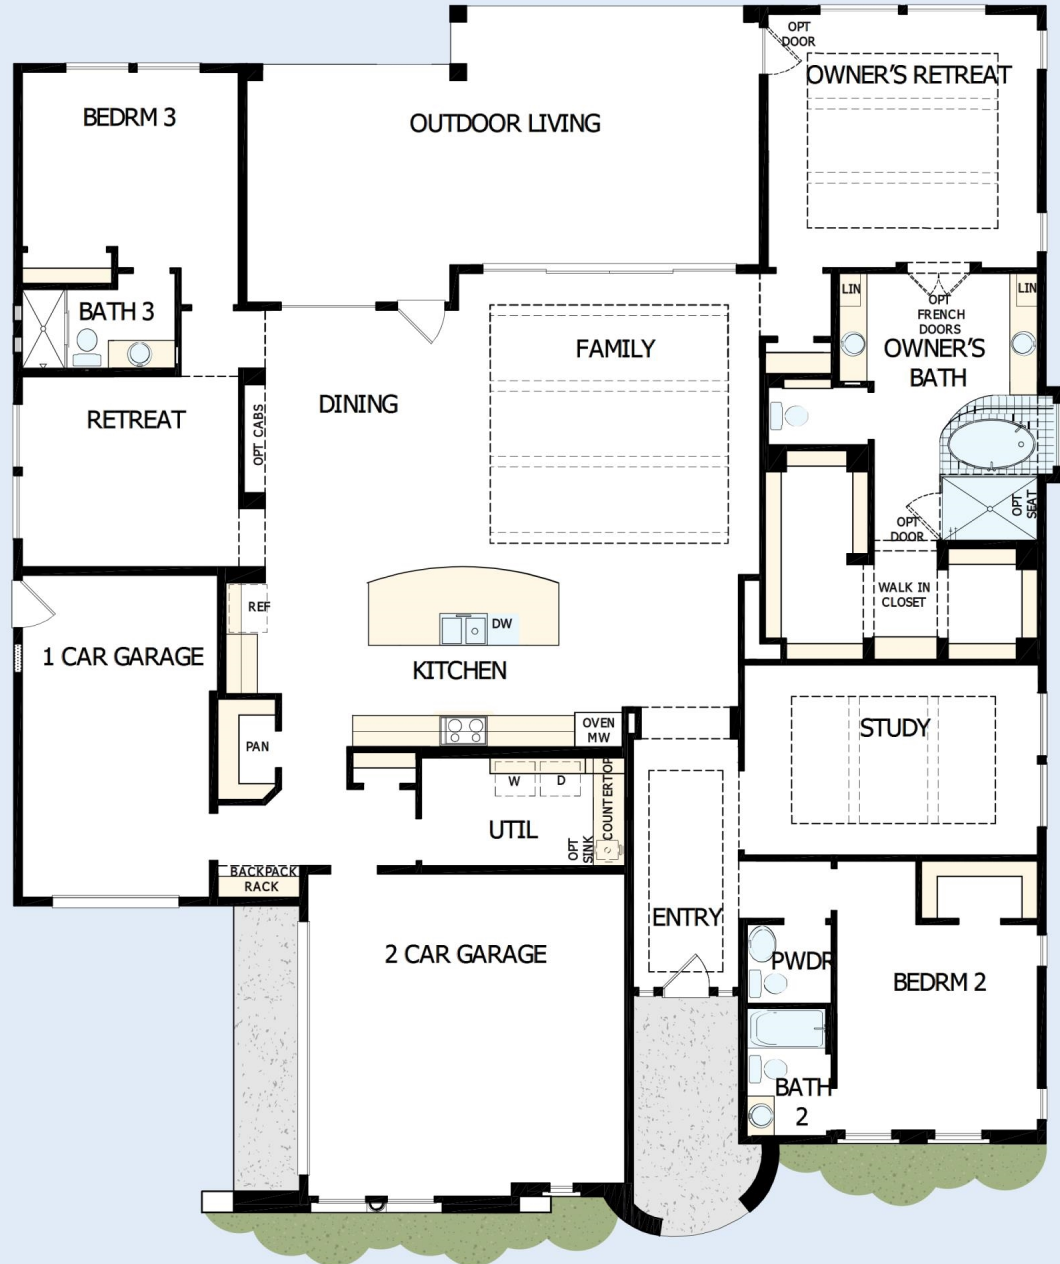 OPT
DOOR
OWNER'S RETREAT
BEDRM 3
OUTDOOR LIVING
LIN
LIN
OPT
FRENCH
DOORS
BATH 3
OWNER'S
BATH
FAMILY
DINING
RETREAT
OPT CABS
OPT
SEAT
OPT
DOOR
WALK IN
CLOSET
REF
DW
1 CAR GARAGE
KITCHEN
OVEN
MW
STUDY
PAN
W
D
COUNTERTOP
UTIL
OPT
SINK
BACKPACK
RACK
ENTRY
2 CAR GARAGE
PWDR
BEDRM 2
BATH
2